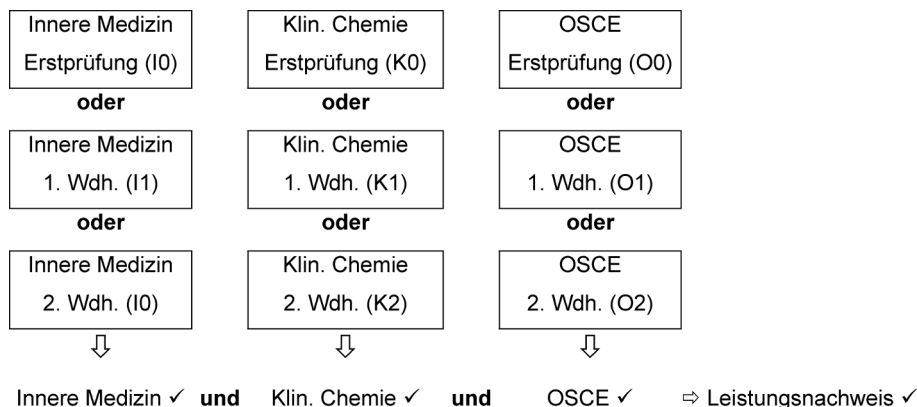 Innere Medizin Klin. Chemie OSCE
Erstprüfung (I0) Erstprüfung (K0) Erstprüfung (O0)
oder oder oder
Innere Medizin Klin. Chemie OSCE
1. Wdh. (I1) 1. Wdh. (K1) 1. Wdh. (O1)
oder oder oder
Innere Medizin Klin. Chemie OSCE
2. Wdh. (I0) 2. Wdh. (K2) 2. Wdh. (O2)
⇩ ⇩ ⇩
Innere Medizin ✓ und Klin. Chemie ✓ und OSCE ✓ ⇨ Leistungsnachweis ✓